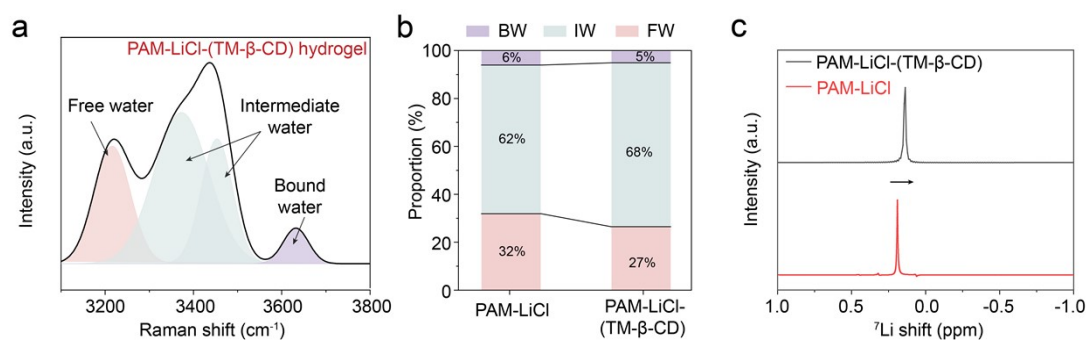 a
PAM-LiCl-(TM-β-CD) hydrogel
Free water
Intermediate
water
Bound
water
Intensity (a.u.)
3200 3400 3600 3800
Raman shift (cm⁻¹)
b
BW IW FW
100
80
60
40
20
0
Proportion (%)
6%
5%
62%
68%
32%
27%
PAM-LiCl
PAM-LiCl-
(TM-β-CD)
c
PAM-LiCl-(TM-β-CD)
PAM-LiCl
Intensity (a.u.)
1.0 0.5 0.0 -0.5 -1.0
⁷Li shift (ppm)